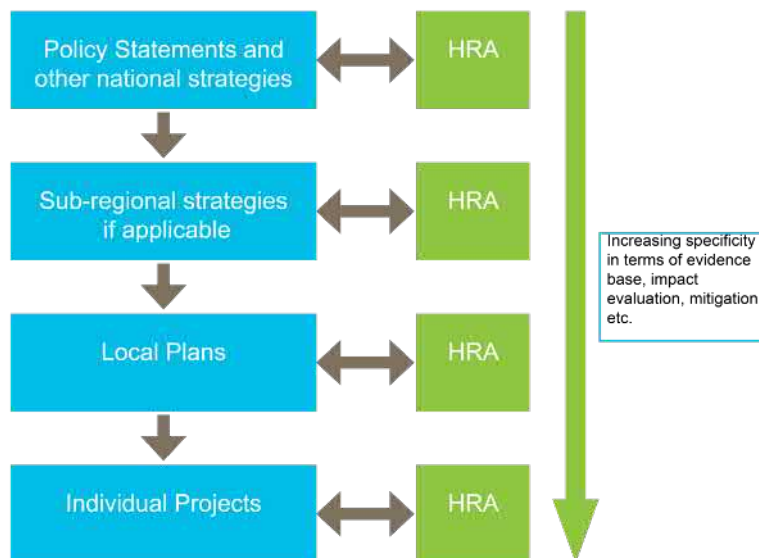 Policy Statements and
other national strategies
HRA
Sub-regional strategies
if applicable
HRA
Increasing specificity
in terms of evidence
base, impact
evaluation, mitigation
etc.
Local Plans
HRA
Individual Projects
HRA